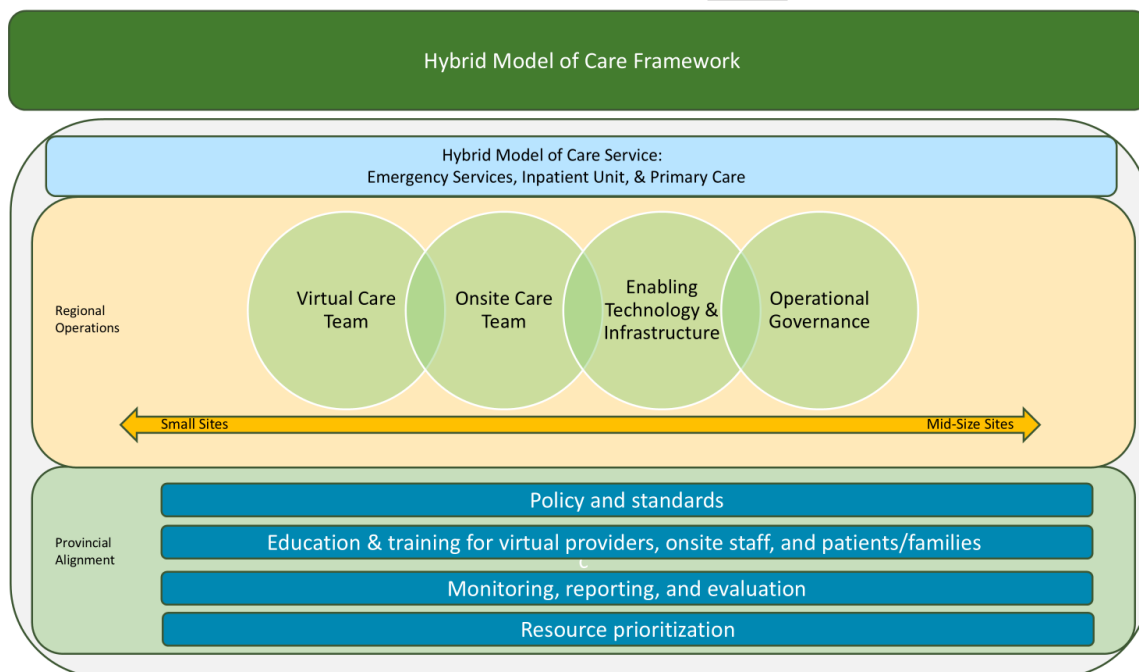 Hybrid Model of Care Framework
Hybrid Model of Care Service:
Emergency Services, Inpatient Unit, & Primary Care
Regional
Operations
Virtual Care
Team
Onsite Care
Team
Enabling
Technology &
Infrastructure
Operational
Governance
Small Sites
Mid-Size Sites
Provincial
Alignment
Policy and standards
Education & training for virtual providers, onsite staff, and patients/families
Monitoring, reporting, and evaluation
Resource prioritization